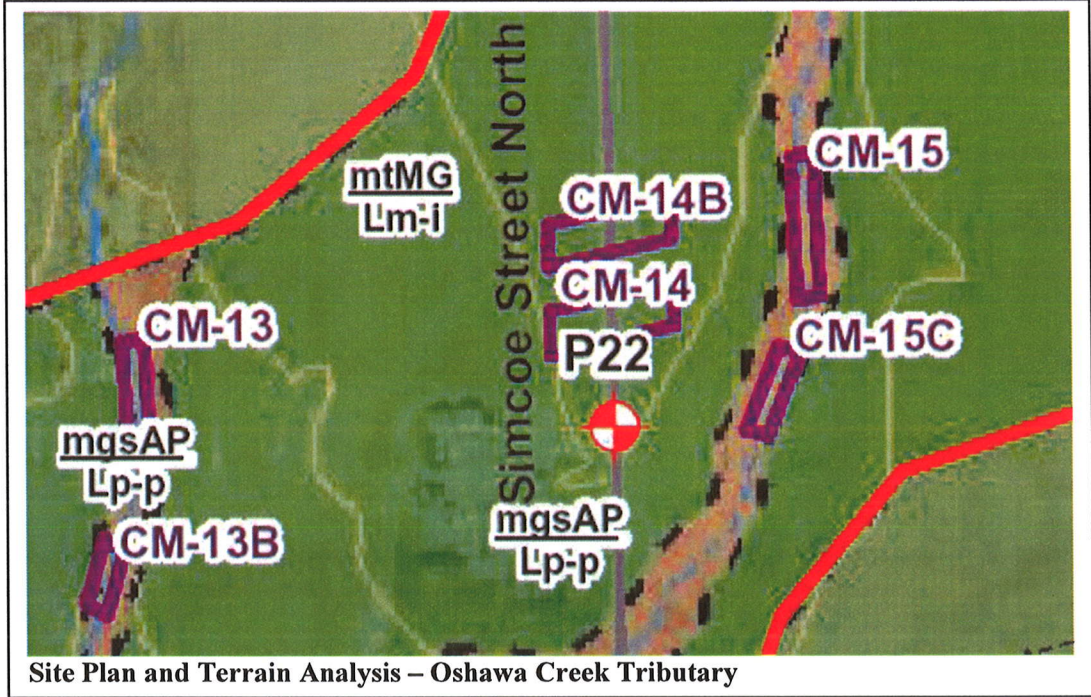 Simcoe Street North
CM-15
mtMG
Lm-i
CM-14B
CM-14
CM-13
CM-15C
P22
mgsAP
Lp-p
mgsAP
Lp-p
CM-13B
Site Plan and Terrain Analysis – Oshawa Creek Tributary